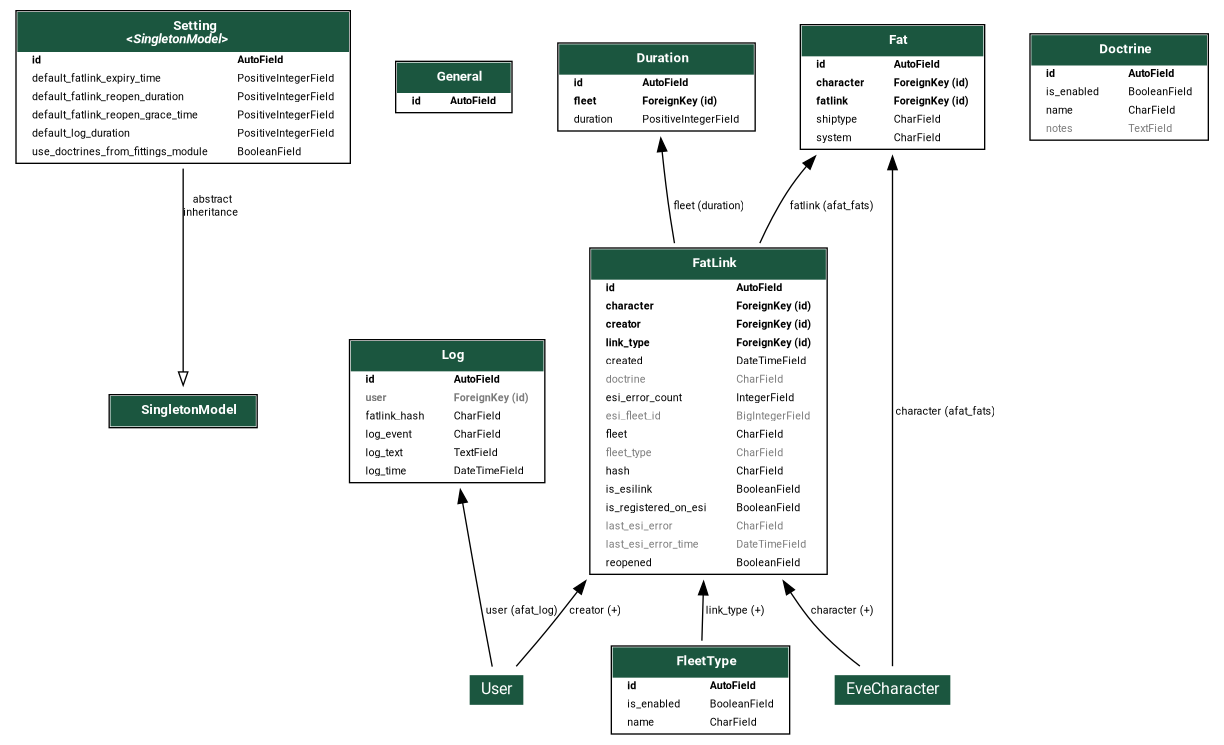 Setting
<SingletonModel>
id AutoField
default_fatlink_expiry_time PositiveIntegerField
default_fatlink_reopen_duration PositiveIntegerField
default_fatlink_reopen_grace_time PositiveIntegerField
default_log_duration PositiveIntegerField
use_doctrines_from_fittings_module BooleanField
General
id AutoField
Duration
id AutoField
fleet ForeignKey (id)
duration PositiveIntegerField
Fat
id AutoField
character ForeignKey (id)
fatlink ForeignKey (id)
shiptype CharField
system CharField
Doctrine
id AutoField
is_enabled BooleanField
name CharField
notes TextField
abstract
inheritance
fleet (duration)
fatlink (afat_fats)
FatLink
id AutoField
character ForeignKey (id)
creator ForeignKey (id)
link_type ForeignKey (id)
created DateTimeField
doctrine CharField
esi_error_count IntegerField
esi_fleet_id BigIntegerField
fleet CharField
fleet_type CharField
hash CharField
is_esilink BooleanField
is_registered_on_esi BooleanField
last_esi_error CharField
last_esi_error_time DateTimeField
reopened BooleanField
Log
id AutoField
user ForeignKey (id)
fatlink_hash CharField
log_event CharField
log_text TextField
log_time DateTimeField
SingletonModel
character (afat_fats)
user (afat_log)
creator (+)
link_type (+)
character (+)
User
FleetType
id AutoField
is_enabled BooleanField
name CharField
EveCharacter